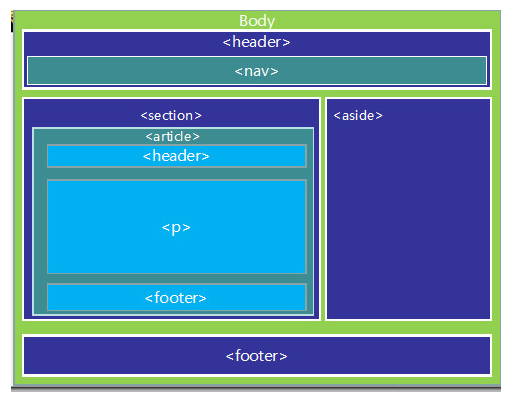 Body
<header>
<nav>
<section>
<aside>
<article>
<header>
<p>
<footer>
<footer>